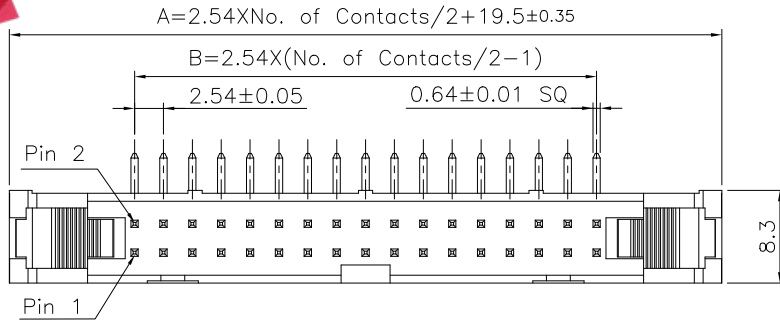 A=2.54XNo. of Contacts/2+19.5±0.35
B=2.54X(No. of Contacts/2-1)
2.54±0.05
0.64±0.01 SQ
Pin 2
8.3
Pin 1